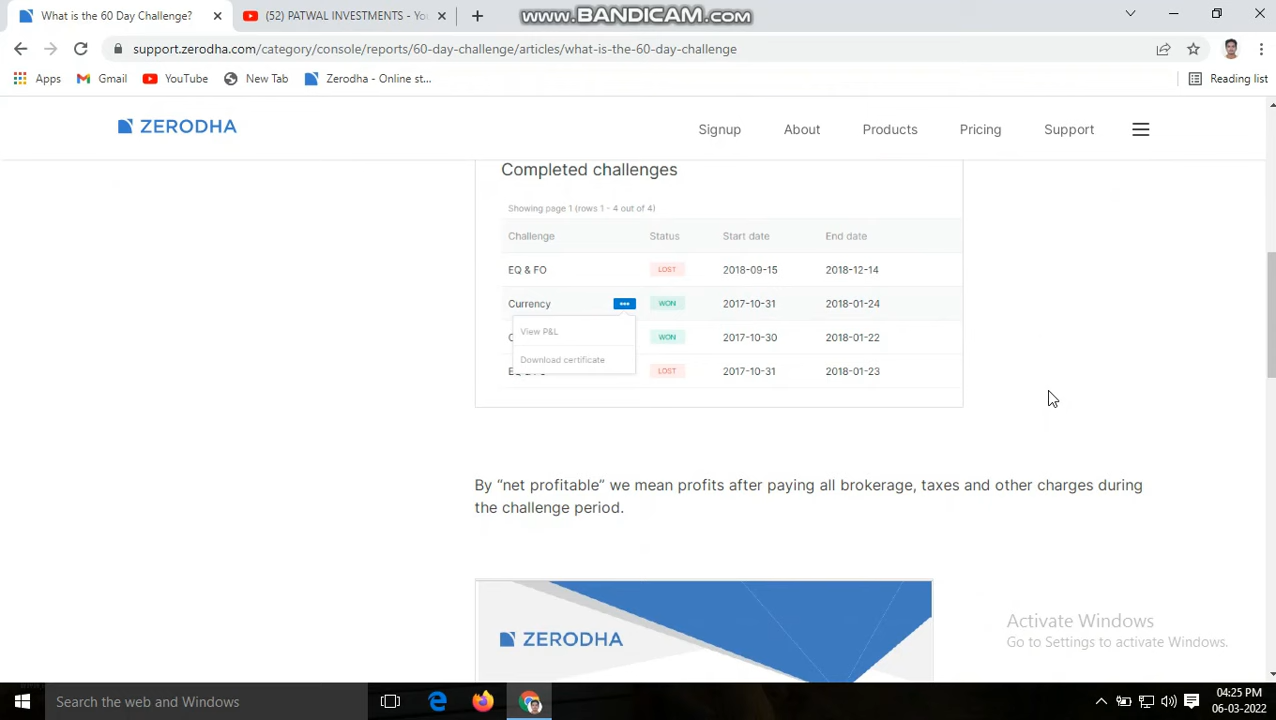 www.BANDICAM.com
What is the 60 Day Challenge?
(52) PATWAL INVESTMENTS - Yo
support.zerodha.com/category/console/reports/60-day-challenge/articles/what-is-the-60-day-challenge
Apps Gmail YouTube New Tab Zerodha - Online st... Reading list
ZERODHA Signup About Products Pricing Support
Completed challenges
Showing page 1 (rows 1 - 4 out of 4)
Challenge Status Start date End date
EQ & FO LOST 2018-09-15 2018-12-14
Currency ••• WON 2017-10-31 2018-01-24
View P&L
WON 2017-10-30 2018-01-22
Download certificate
LOST 2017-10-31 2018-01-23
By “net profitable” we mean profits after paying all brokerage, taxes and other charges during
the challenge period.
ZERODHA
Activate Windows
Go to Settings to activate Windows.
Search the web and Windows
04:25 PM
06-03-2022